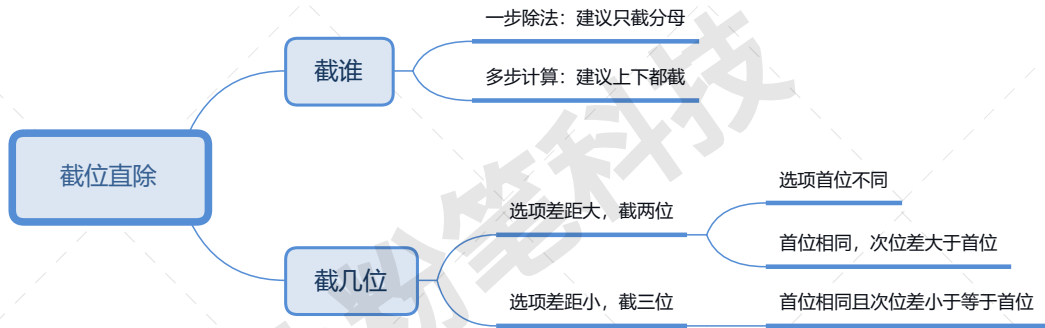 截位直除
截谁
一步除法：建议只截分母
多步计算：建议上下都截
截几位
选项差距大，截两位
选项首位不同
首位相同，次位差大于首位
选项差距小，截三位
首位相同且次位差小于等于首位
粉笔科技